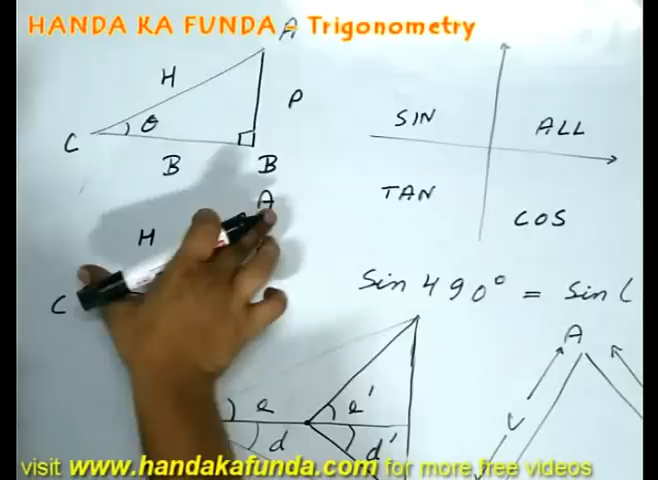 HANDA KA FUNDA - Trigonometry
A
H
P
C
θ
B
B
SIN
ALL
TAN
COS
A
H
C
Sin 490° = Sin (
A
e
e'
d
d'
visit www.handakafunda.com for more free videos